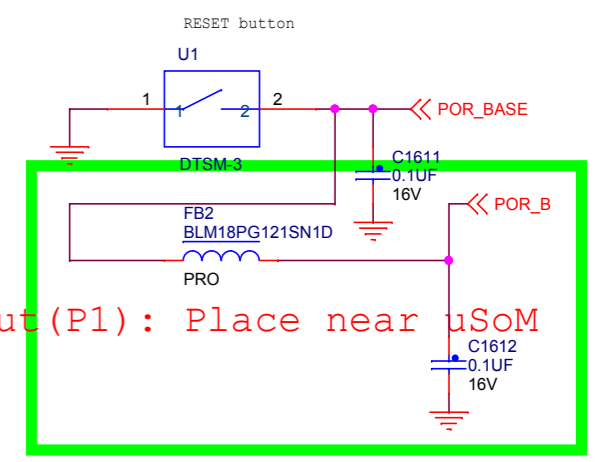 RESET button
U1
1
1
2
2
POR_BASE
DTSM-3
C1611
0.1UF
16V
POR_B
FB2
BLM18PG121SN1D
PRO
ut(P1): Place near uSoM
C1612
0.1UF
16V